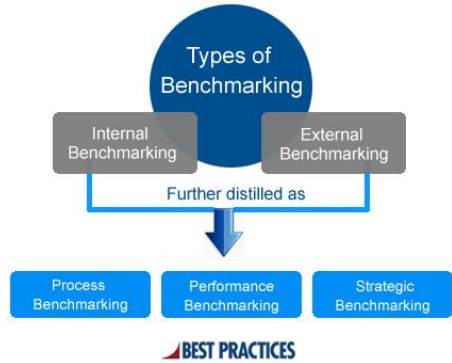 Types of
Benchmarking
Internal
Benchmarking
External
Benchmarking
Further distilled as
Process
Benchmarking
Performance
Benchmarking
Strategic
Benchmarking
BEST PRACTICES